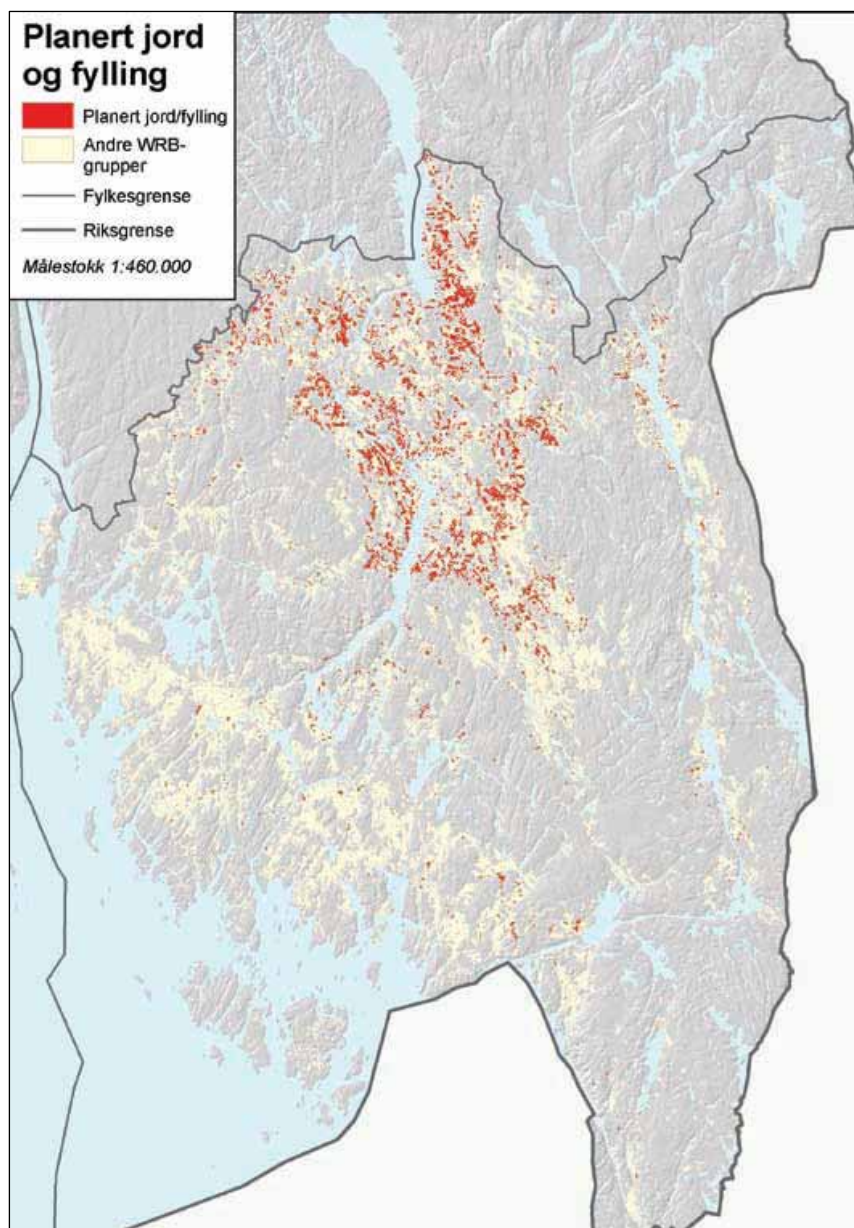 Planert jord
og fylling
Planert jord/fylling
Andre WRB-
grupper
Fylkesgrense
Riksgrense
Målestokk 1:460.000